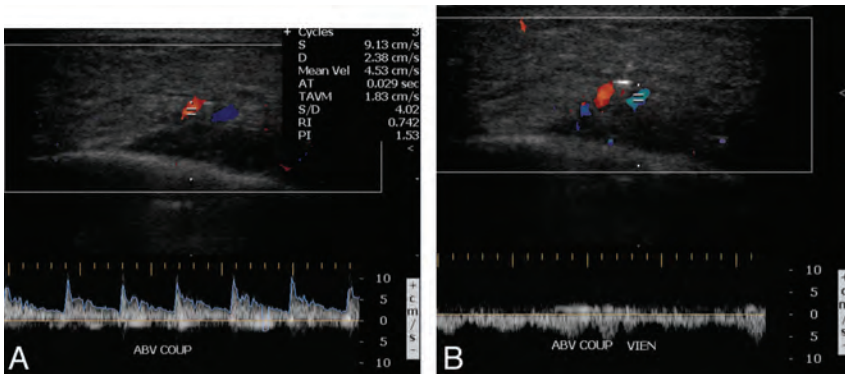 + Cycles 3
S 9.13 cm/s
D 2.38 cm/s
Mean Vel 4.53 cm/s
AT 0.029 sec
TAVM 1.83 cm/s
S/D 4.02
RI 0.742
PI 1.53
<
- 10
- 5
- 0
- 5
- 10
+
c
m
/
s
-
ABV COUP
A
<
- 10
- 5
- 0
- 5
- 10
+
c
m
/
s
-
ABV COUP VIEN
B